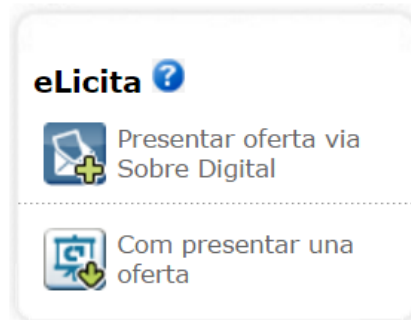 eLicita ?
Presentar oferta via
Sobre Digital
Com presentar una
oferta